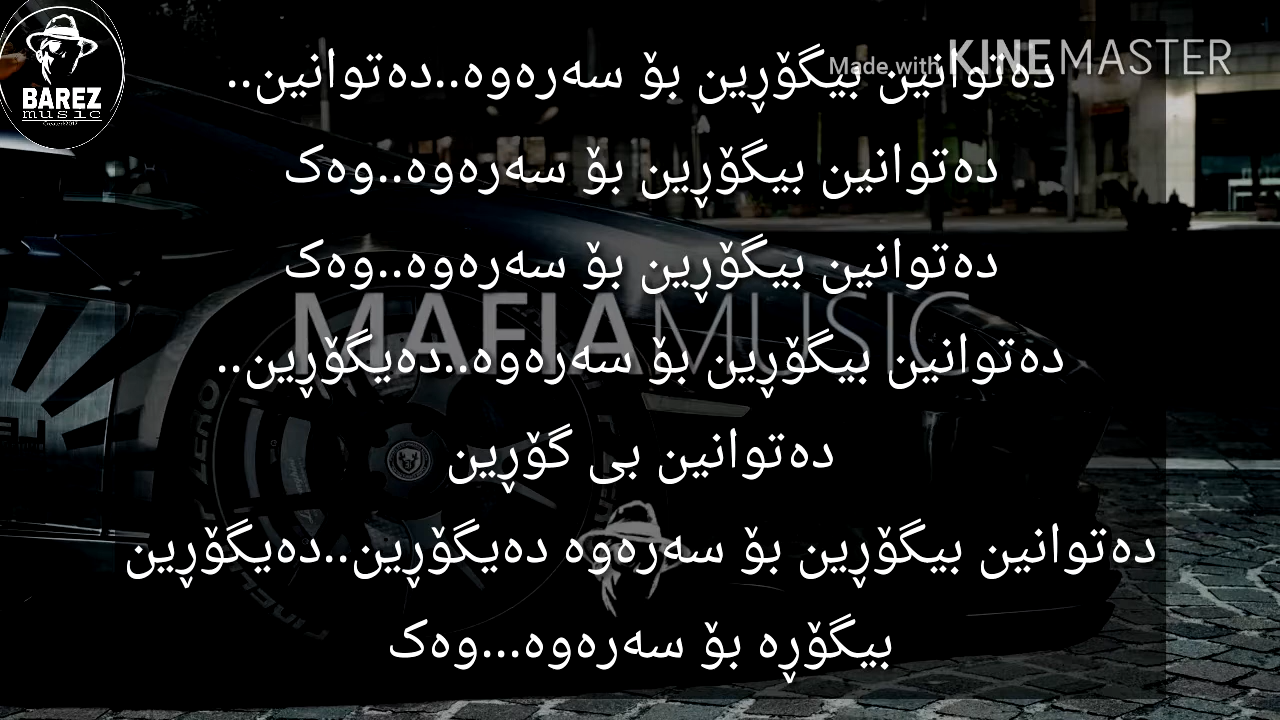 BAREZ
music
Made with KINEMASTER
دەتوانین بیگۆڕین بۆ سەرەوە..دەتوانین..
دەتوانین بیگۆڕین بۆ سەرەوە..وەک
دەتوانین بیگۆڕین بۆ سەرەوە..وەک
MAFIAMUSIC
دەتوانین بیگۆڕین بۆ سەرەوە..دەیگۆڕین..
دەتوانین بی گۆڕین
دەتوانین بیگۆڕین بۆ سەرەوە دەیگۆڕین..دەیگۆڕین
بیگۆڕە بۆ سەرەوە...وەک